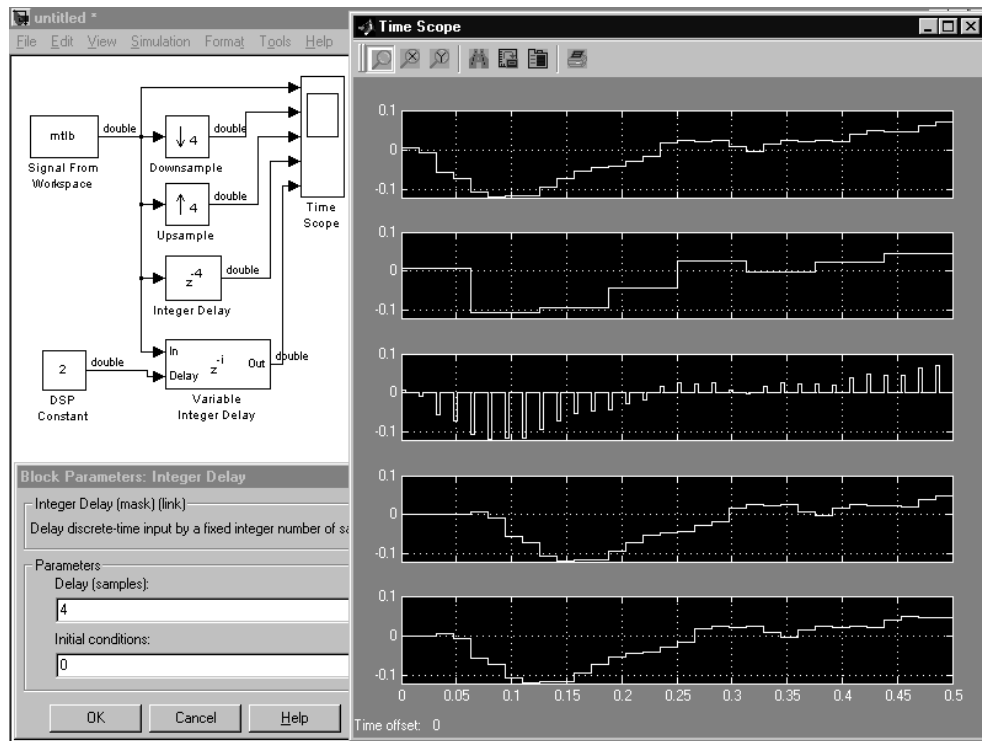 untitled *
File Edit View Simulation Format Tools Help
mtlb
double
Signal From
Workspace
↓ 4
double
Downsample
↑ 4
double
Upsample
z-4
double
Integer Delay
2
double
DSP
Constant
In
Delay
z-i
Out
double
Variable
Integer Delay
Time
Scope
Block Parameters: Integer Delay
Integer Delay (mask) (link)
Delay discrete-time input by a fixed integer number of
Parameters
Delay (samples):
4
Initial conditions:
0
OK Cancel Help
Time Scope
0.1
0
-0.1
0.1
0
-0.1
0.1
0
-0.1
0.1
0
-0.1
0.1
0
-0.1
0 0.05 0.1 0.15 0.2 0.25 0.3 0.35 0.4 0.45 0.5
Time offset: 0